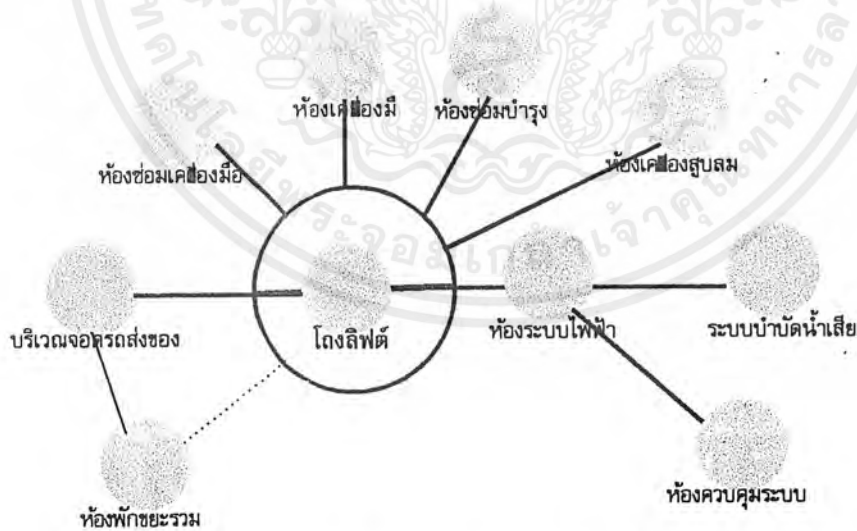 ห้องเครื่องมือ
ห้องซ่อมบำรุง
ห้องซ่อมเครื่องมือ
ห้องเครื่องสูบลม
บริเวณจอดรถส่งของ
โถงลิฟต์
ห้องระบบไฟฟ้า
ระบบบำบัดน้ำเสีย
ห้องพักขยะรวม
ห้องควบคุมระบบ